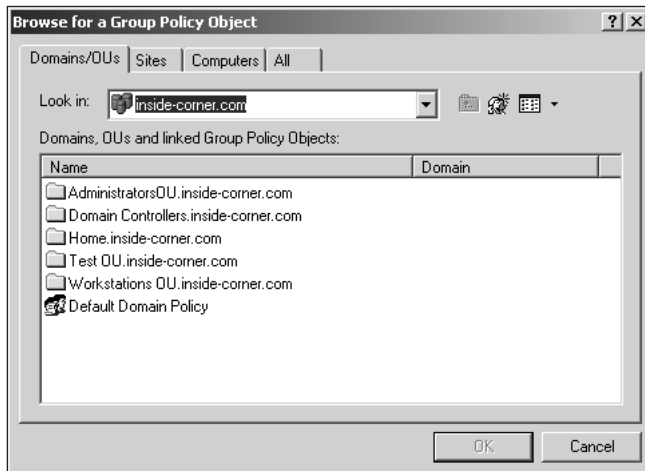 Browse for a Group Policy Object
Domains/OUs Sites Computers All
Look in: inside-corner.com
Domains, OUs and linked Group Policy Objects:
Name Domain
AdministratorsOU.inside-corner.com
Domain Controllers.inside-corner.com
Home.inside-corner.com
Test OU.inside-corner.com
Workstations OU.inside-corner.com
Default Domain Policy
OK Cancel